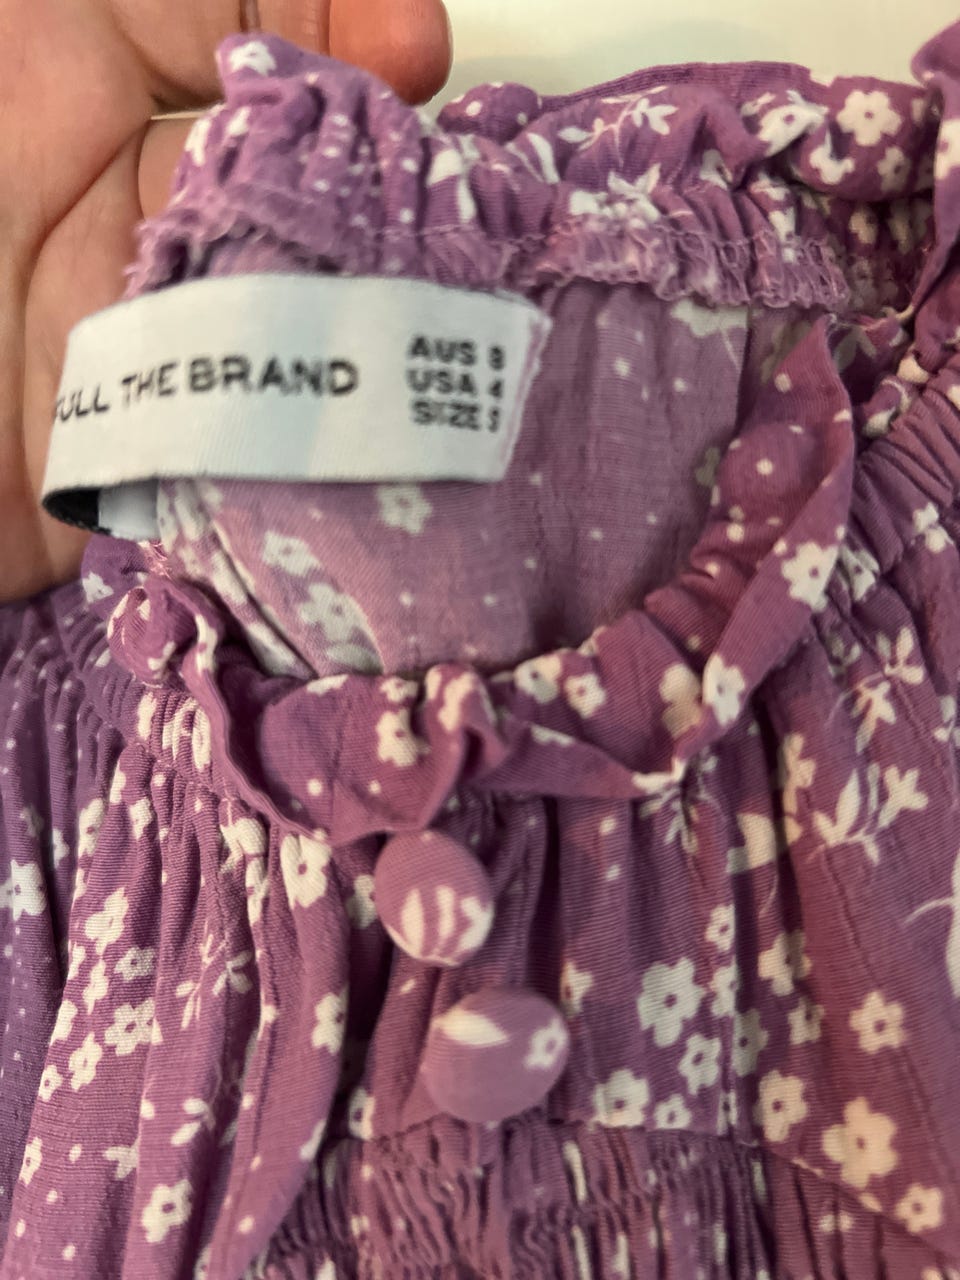 FULL THE BRAND
AUS 8
USA 4
SIZE S